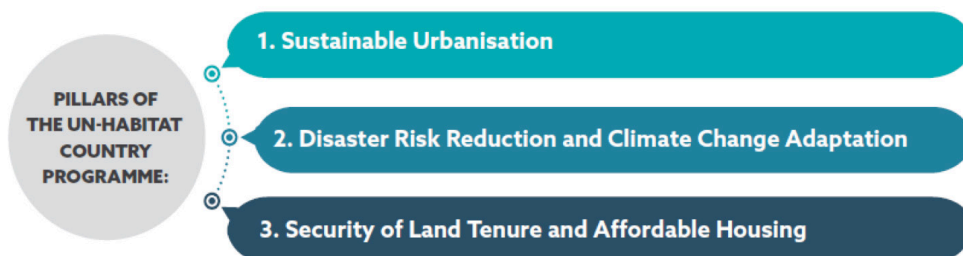 PILLARS OF
THE UN-HABITAT
COUNTRY
PROGRAMME:
1. Sustainable Urbanisation
2. Disaster Risk Reduction and Climate Change Adaptation
3. Security of Land Tenure and Affordable Housing